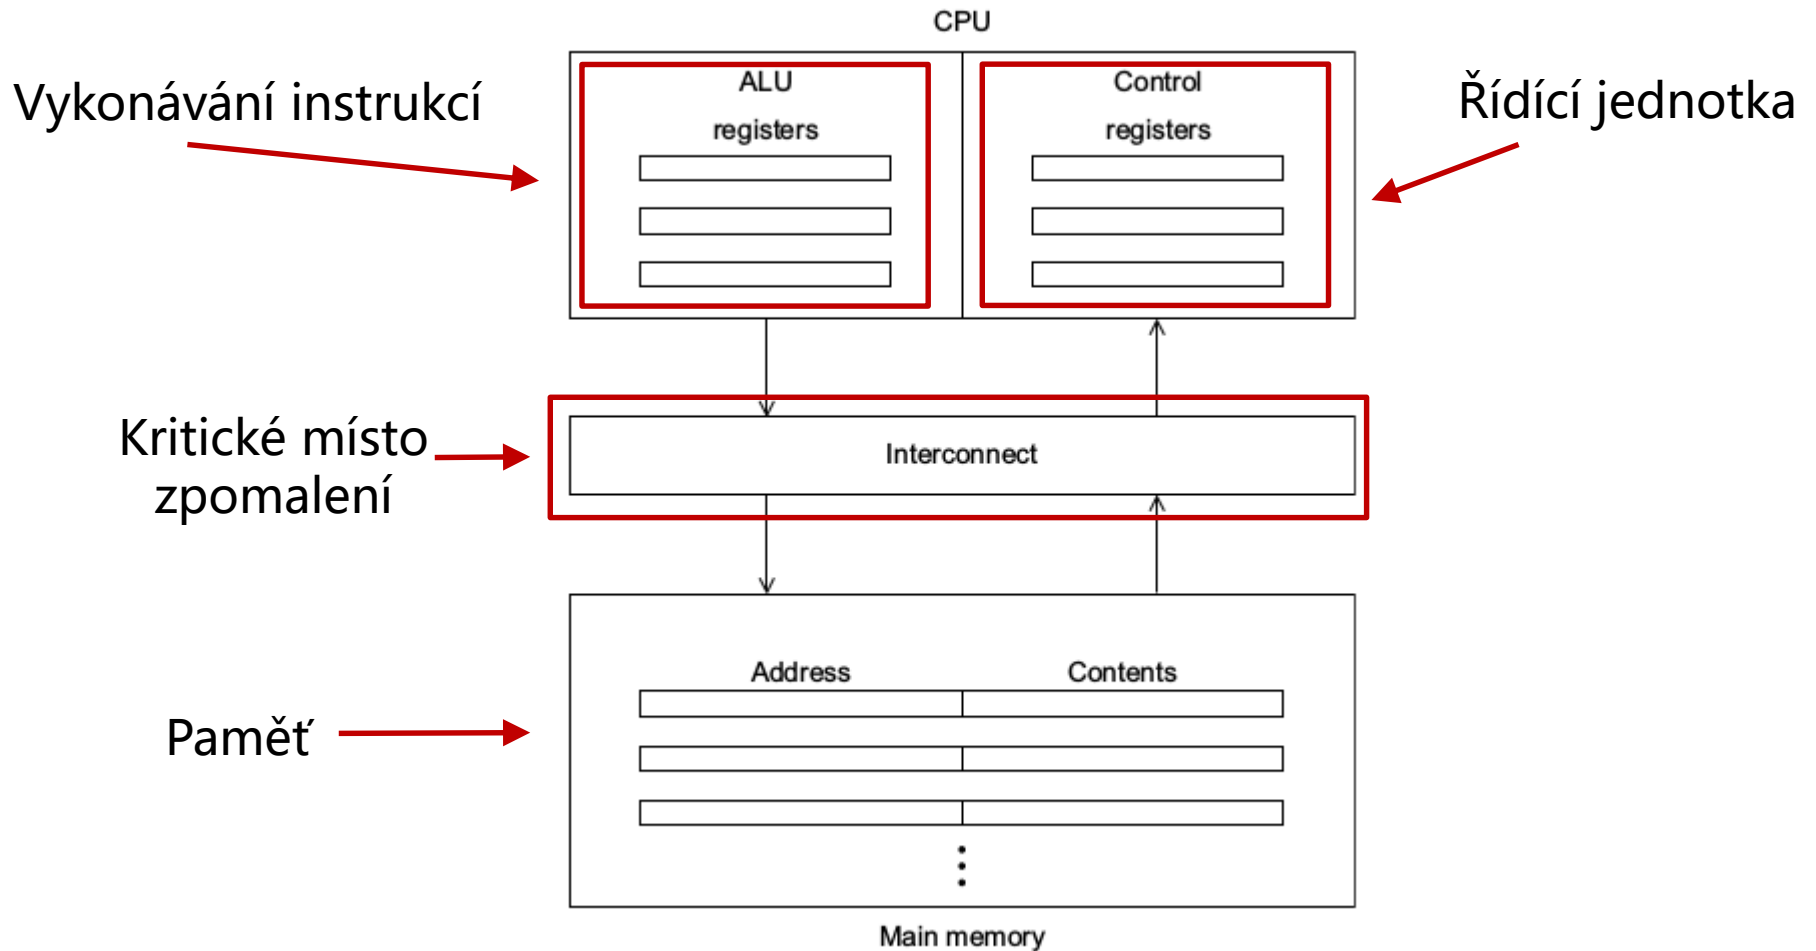 CPU
Vykonávání instrukcí
ALU
registers
Control
registers
Řídící jednotka
Kritické místo
zpomalení
Interconnect
Paměť
Address
Contents
Main memory